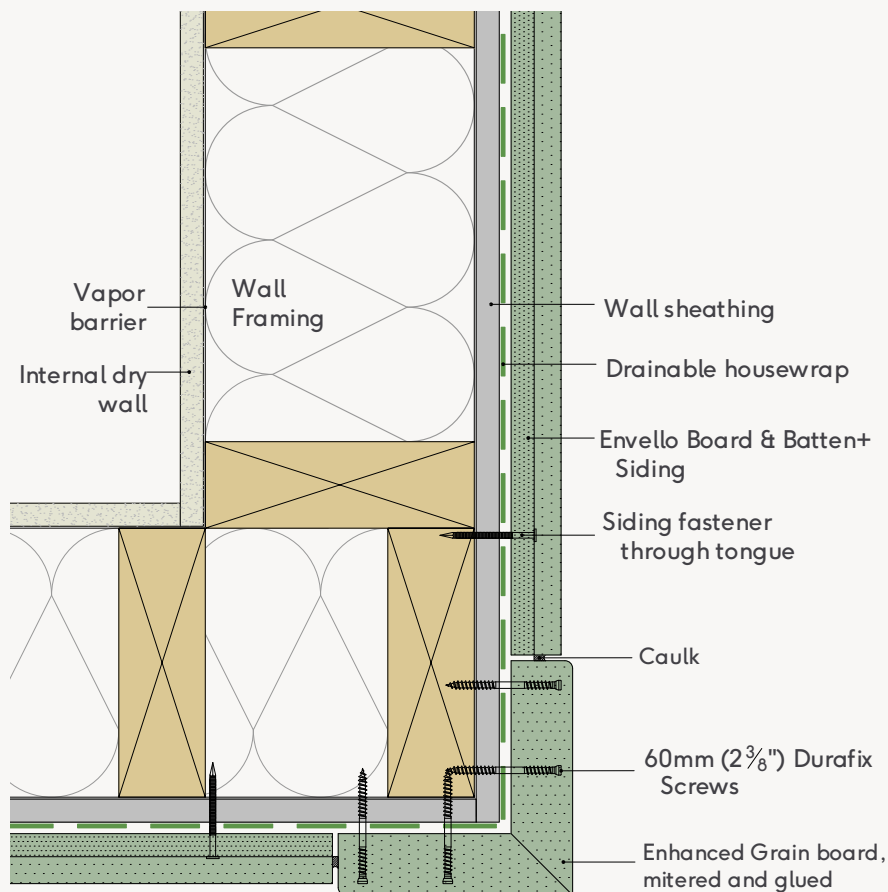 Vapor
barrier
Wall
Framing
Internal dry
wall
Wall sheathing
Drainable housewrap
Envello Board & Batten+
Siding
Siding fastener
through tongue
Caulk
60mm (2⅜") Durafix
Screws
Enhanced Grain board,
mitered and glued